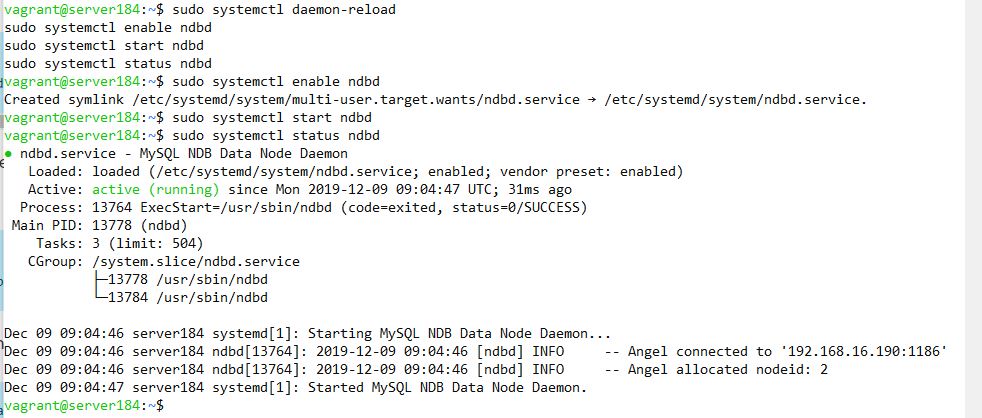 vagrant@server184:~$ sudo systemctl daemon-reload
sudo systemctl enable ndbd
sudo systemctl start ndbd
sudo systemctl status ndbd
vagrant@server184:~$ sudo systemctl enable ndbd
Created symlink /etc/systemd/system/multi-user.target.wants/ndbd.service → /etc/systemd/system/ndbd.service.
vagrant@server184:~$ sudo systemctl start ndbd
vagrant@server184:~$ sudo systemctl status ndbd
● ndbd.service - MySQL NDB Data Node Daemon
Loaded: loaded (/etc/systemd/system/ndbd.service; enabled; vendor preset: enabled)
Active: active (running) since Mon 2019-12-09 09:04:47 UTC; 31ms ago
Process: 13764 ExecStart=/usr/sbin/ndbd (code=exited, status=0/SUCCESS)
Main PID: 13778 (ndbd)
Tasks: 3 (limit: 504)
CGroup: /system.slice/ndbd.service
├─13778 /usr/sbin/ndbd
└─13784 /usr/sbin/ndbd
Dec 09 09:04:46 server184 systemd[1]: Starting MySQL NDB Data Node Daemon...
Dec 09 09:04:46 server184 ndbd[13764]: 2019-12-09 09:04:46 [ndbd] INFO     -- Angel connected to '192.168.16.190:1186'
Dec 09 09:04:46 server184 ndbd[13764]: 2019-12-09 09:04:46 [ndbd] INFO     -- Angel allocated nodeid: 2
Dec 09 09:04:47 server184 systemd[1]: Started MySQL NDB Data Node Daemon.
vagrant@server184:~$